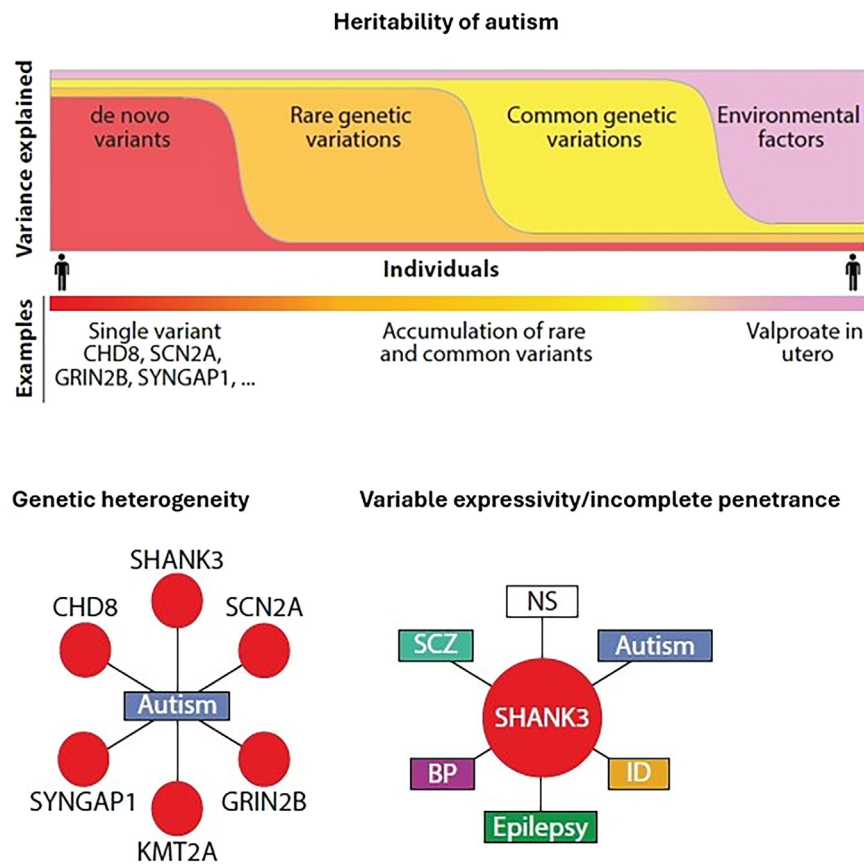 Heritability of autism
Variance explained
de novo
variants
Rare genetic
variations
Common genetic
variations
Environmental
factors
Individuals
Examples
Single variant
CHD8, SCN2A,
GRIN2B, SYNGAP1, ...
Accumulation of rare
and common variants
Valproate in
utero
Genetic heterogeneity
SHANK3
CHD8
SCN2A
Autism
SYNGAP1
GRIN2B
KMT2A
Variable expressivity/incomplete penetrance
NS
SCZ
Autism
SHANK3
BP
ID
Epilepsy